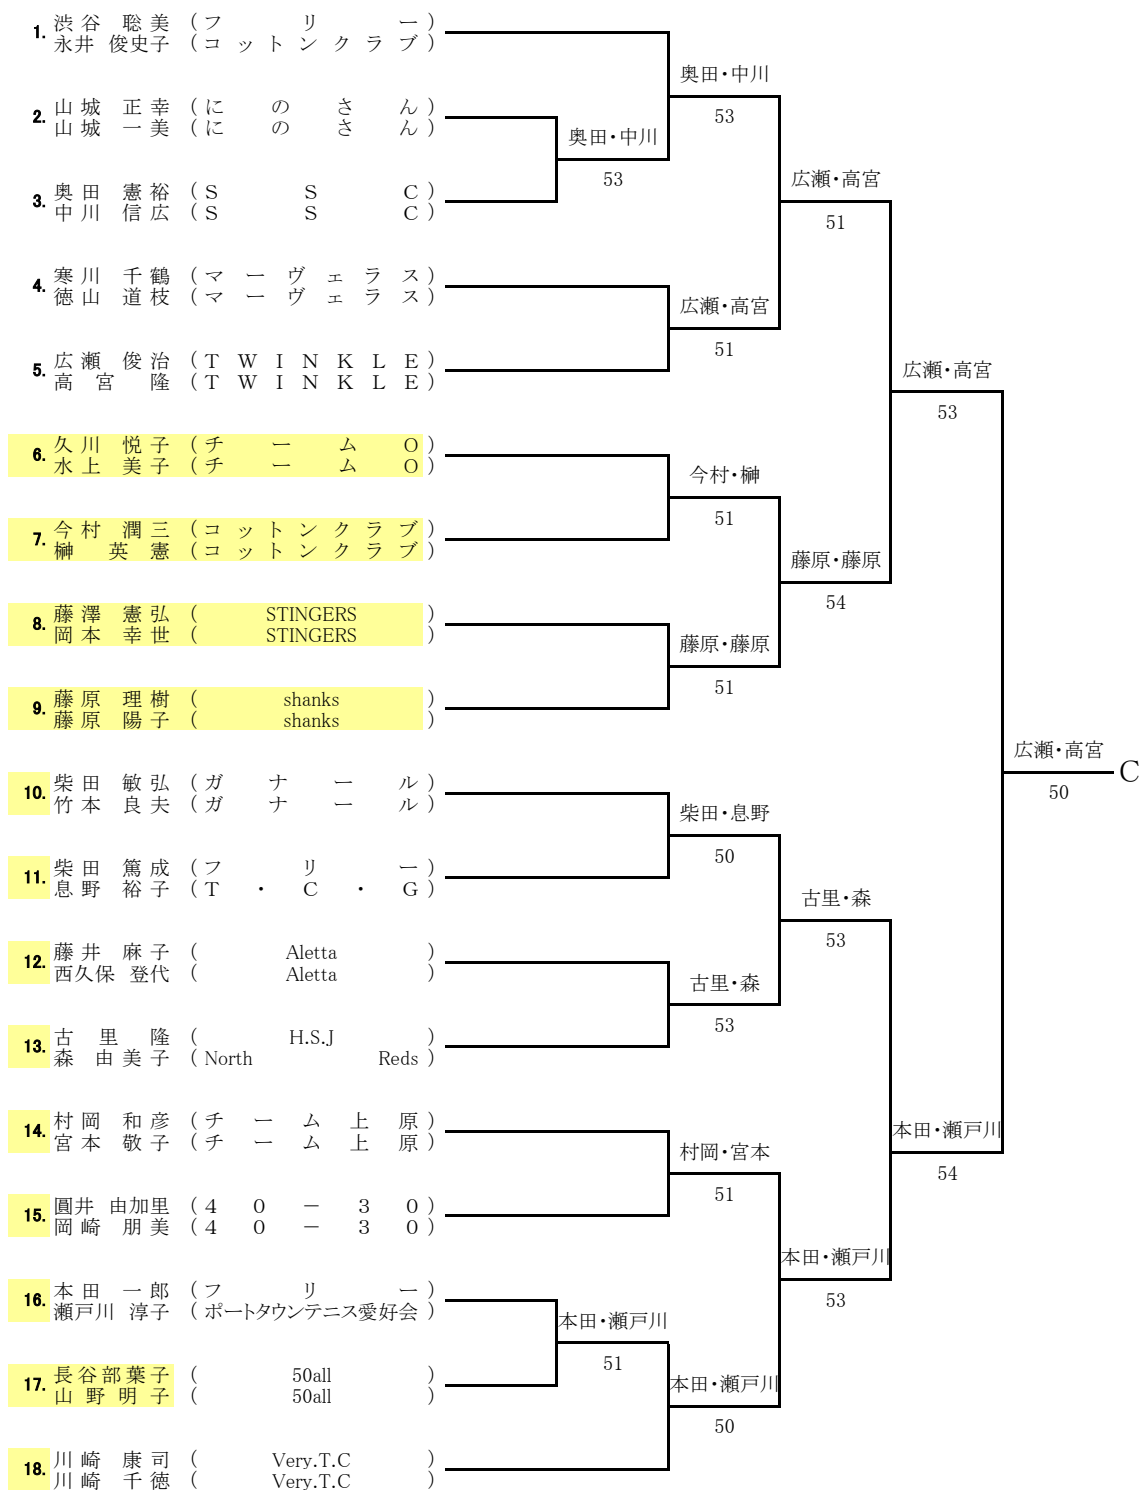 1. 渋谷 聡美 （フリー）
永井 俊史子 （コットンクラブ）
2. 山城 正幸 （にのさん）
山城 一美 （にのさん）
3. 奥田 憲裕 （SSC）
中川 信広 （SSC）
4. 寒川 千鶴 （マーヴェラス）
徳山 道枝 （マーヴェラス）
5. 広瀬 俊治 （TWINKLE）
高宮 隆 （TWINKLE）
6. 久川 悦子 （チームO）
水上 美子 （チームO）
7. 今村 潤三 （コットンクラブ）
榊 英憲 （コットンクラブ）
8. 藤澤 憲弘 （STINGERS）
岡本 幸世 （STINGERS）
9. 藤原 理樹 （shanks）
藤原 陽子 （shanks）
10. 柴田 敏弘 （ガナール）
竹本 良夫 （ガナール）
11. 柴田 篤成 （フリー）
息野 裕子 （T・C・G）
12. 藤井 麻子 （Aletta）
西久保 登代 （Aletta）
13. 古里 隆 （H.S.J）
森 由美子 （North Reds）
14. 村岡 和彦 （チーム上原）
宮本 敬子 （チーム上原）
15. 圓井 由加里 （40－30）
岡崎 朋美 （40－30）
16. 本田 一郎 （フリー）
瀬戸川 淳子 （ポートタウンテニス愛好会）
17. 長谷部葉子 （50all）
山野明子 （50all）
18. 川崎 康司 （Very.T.C）
川崎 千徳 （Very.T.C）
奥田・中川
53
本田・瀬戸川
51
奥田・中川
53
広瀬・高宮
51
今村・榊
51
藤原・藤原
51
柴田・息野
50
古里・森
53
村岡・宮本
51
本田・瀬戸川
50
広瀬・高宮
51
藤原・藤原
54
古里・森
53
本田・瀬戸川
53
広瀬・高宮
53
本田・瀬戸川
54
広瀬・高宮
50
C